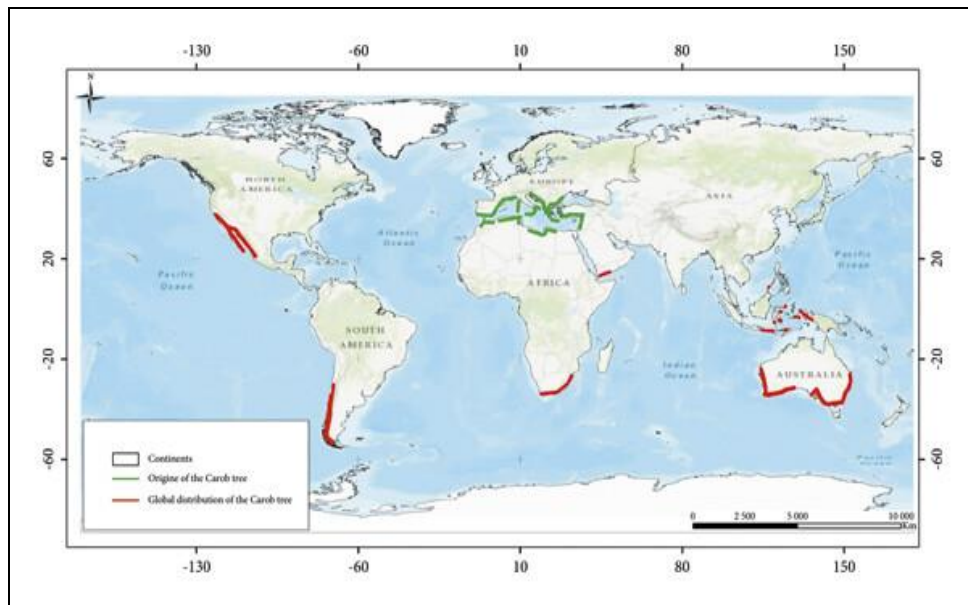 -130 -60 10 80 150
N
60 60
NORTH
AMERICA
EUROPE
ASIA
Atlantic
Ocean
20 20
Pacific
Ocean
Pacific
Ocean
AFRICA
SOUTH
AMERICA
Indian
Ocean
-20 -20
AUSTRALIA
-60 -60
Continents
Origine of the Carob tree
Global distribution of the Carob tree
Pacific
Ocean
0 2 500 5 000 10 000
Km
-130 -60 10 80 150